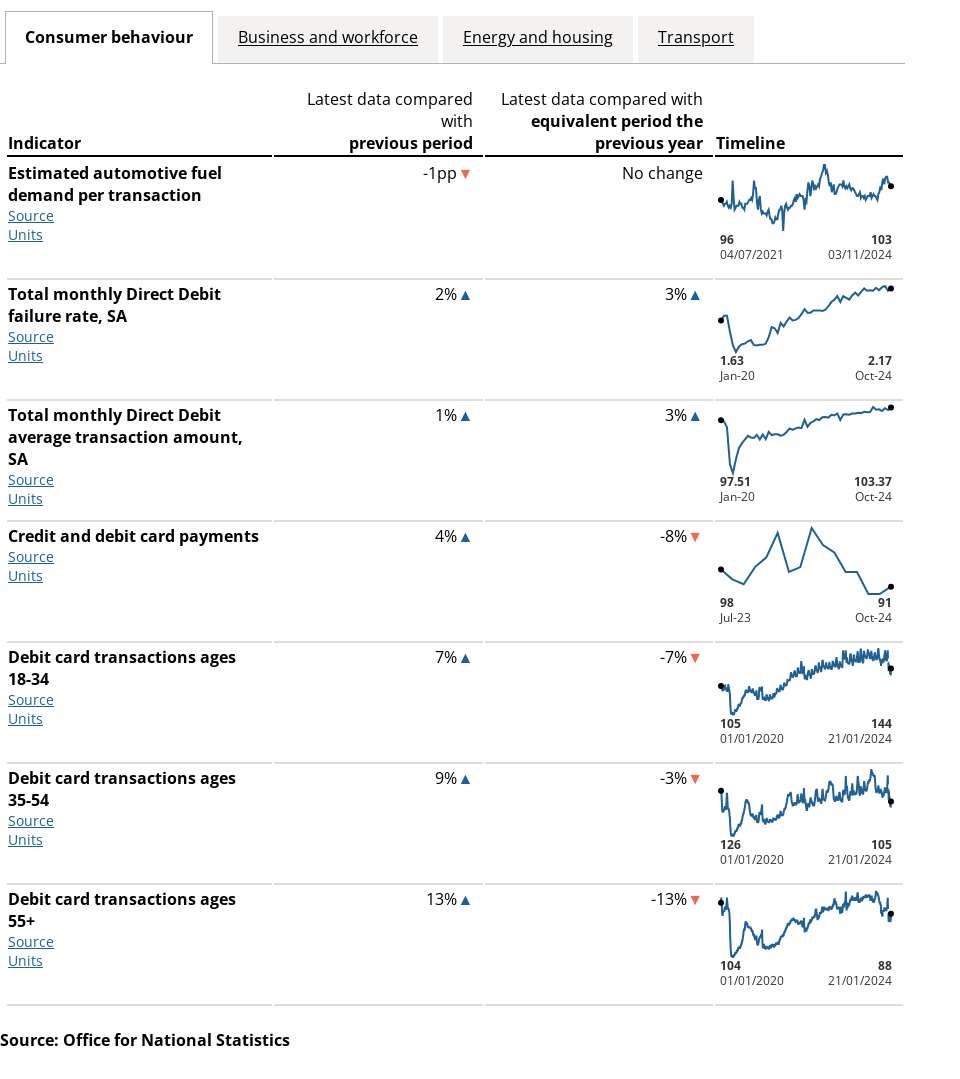 Consumer behaviour
Business and workforce
Energy and housing
Transport
Indicator
Latest data compared
with
previous period
Latest data compared with
equivalent period the
previous year
Timeline
Estimated automotive fuel
demand per transaction
Source
Units
-1pp ▼
No change
96 103
04/07/2021 03/11/2024
Total monthly Direct Debit
failure rate, SA
Source
Units
2% ▲
3% ▲
1.63 2.17
Jan-20 Oct-24
Total monthly Direct Debit
average transaction amount,
SA
Source
Units
1% ▲
3% ▲
97.51 103.37
Jan-20 Oct-24
Credit and debit card payments
Source
Units
4% ▲
-8% ▼
98 91
Jul-23 Oct-24
Debit card transactions ages
18-34
Source
Units
7% ▲
-7% ▼
105 144
01/01/2020 21/01/2024
Debit card transactions ages
35-54
Source
Units
9% ▲
-3% ▼
126 105
01/01/2020 21/01/2024
Debit card transactions ages
55+
Source
Units
13% ▲
-13% ▼
104 88
01/01/2020 21/01/2024
Source: Office for National Statistics